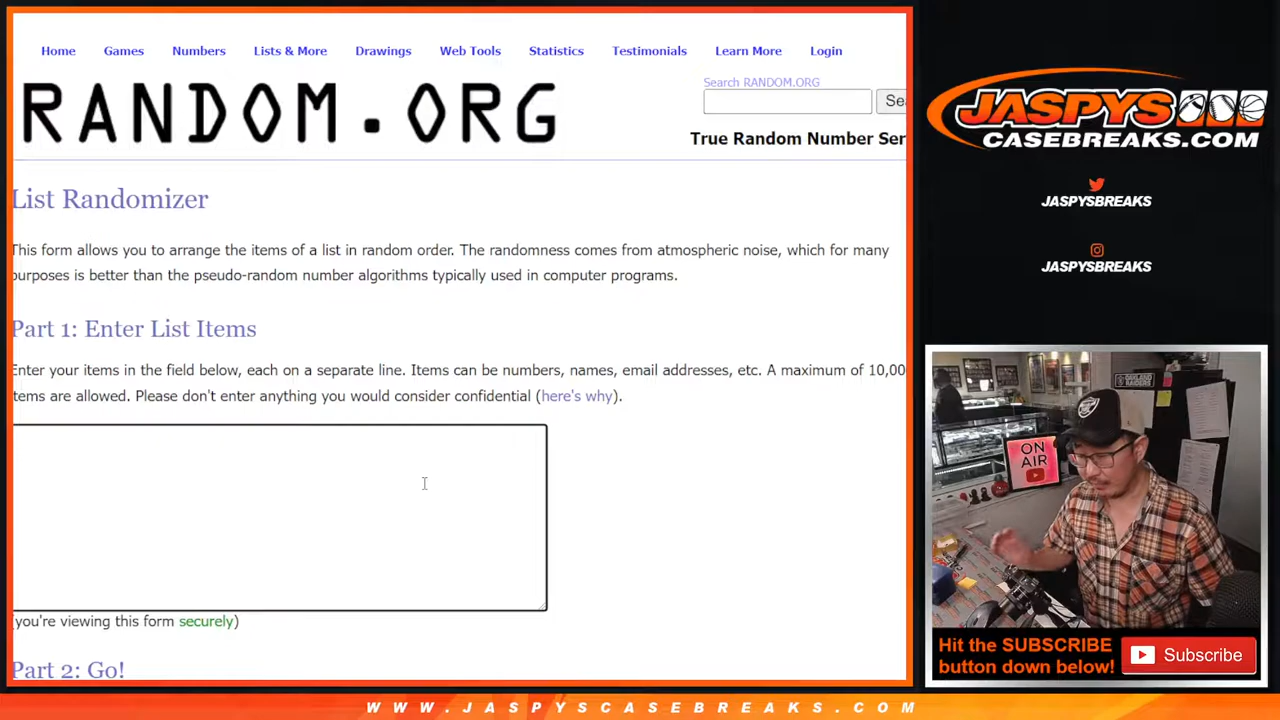 Home Games Numbers Lists & More Drawings Web Tools Statistics Testimonials Learn More Login
RANDOM.ORG
Search RANDOM.ORG
Sea
True Random Number Ser
List Randomizer
This form allows you to arrange the items of a list in random order. The randomness comes from atmospheric noise, which for many
purposes is better than the pseudo-random number algorithms typically used in computer programs.
Part 1: Enter List Items
Enter your items in the field below, each on a separate line. Items can be numbers, names, email addresses, etc. A maximum of 10,00
items are allowed. Please don't enter anything you would consider confidential (here's why).
(you're viewing this form securely)
Part 2: Go!
JASPYS
CASEBREAKS.COM
JASPYSBREAKS
JASPYSBREAKS
OAKLAND
RAIDERS
ON
AIR
Hit the SUBSCRIBE
button down below!
Subscribe
WWW.JASPYSCASEBREAKS.COM